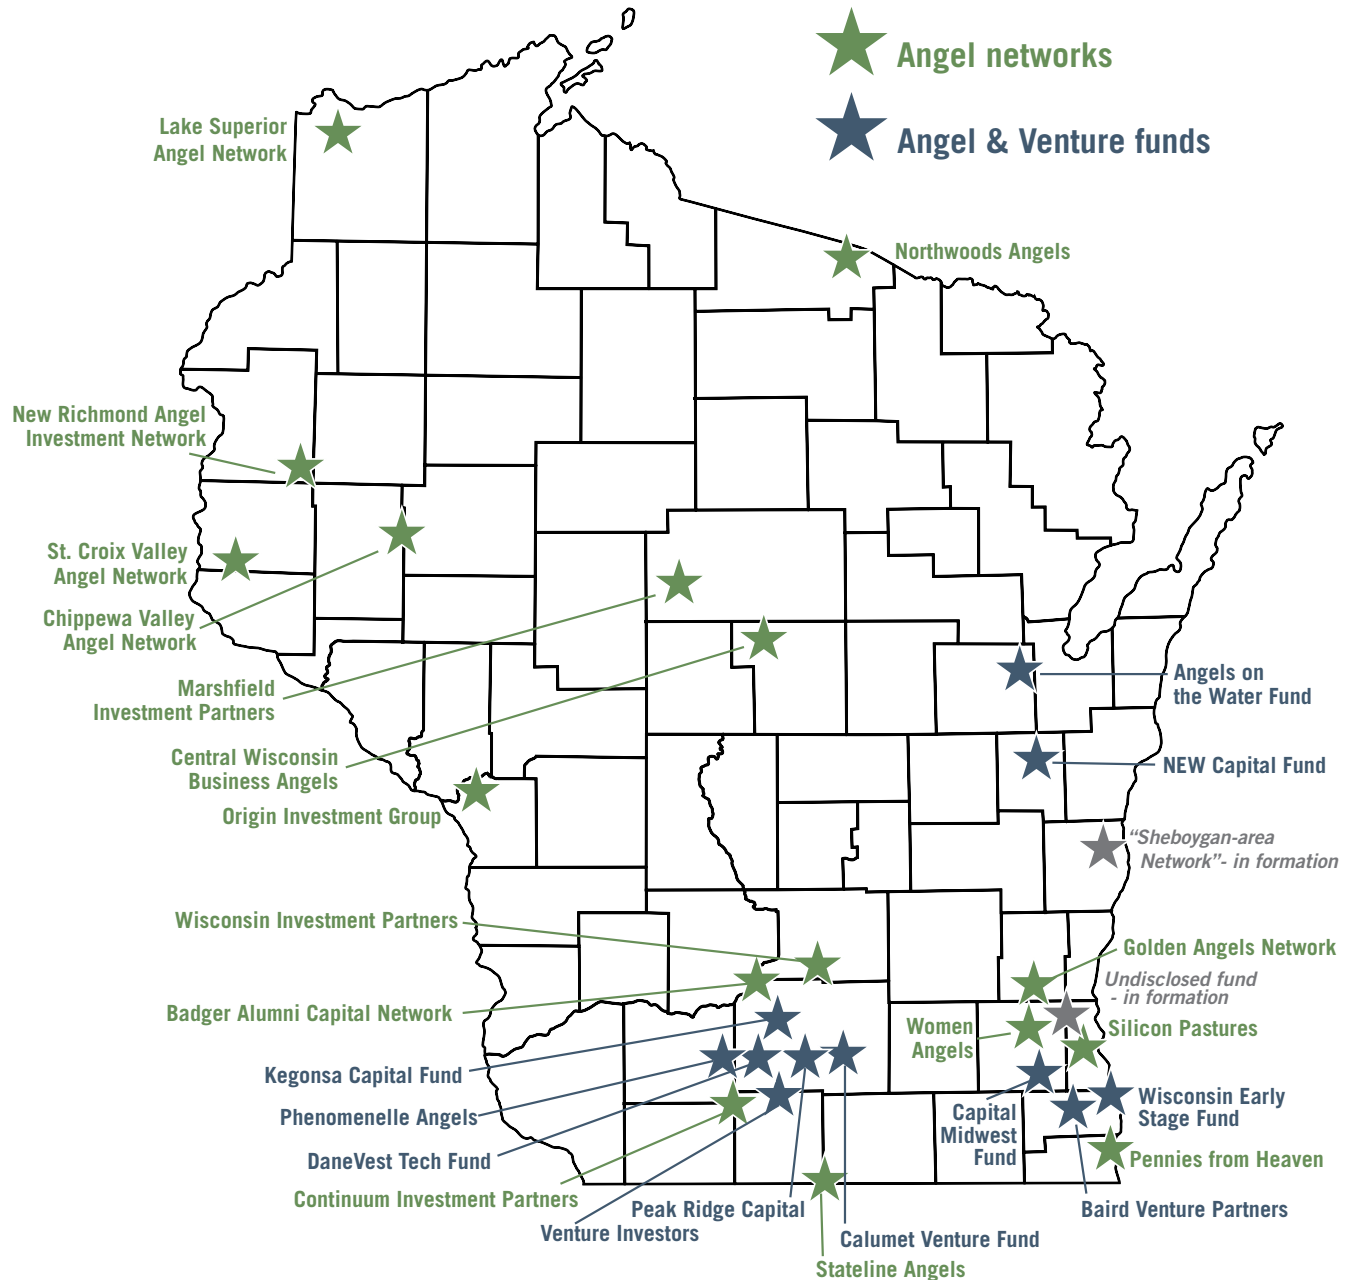 Angel networks
Angel & Venture funds
Lake Superior
Angel Network
Northwoods Angels
New Richmond Angel
Investment Network
St. Croix Valley
Angel Network
Chippewa Valley
Angel Network
Marshfield
Investment Partners
Central Wisconsin
Business Angels
Origin Investment Group
Angels on
the Water Fund
NEW Capital Fund
“Sheboygan-area
Network”- in formation
Wisconsin Investment Partners
Badger Alumni Capital Network
Golden Angels Network
Undisclosed fund
- in formation
Women
Angels
Silicon Pastures
Kegonsa Capital Fund
Phenomenelle Angels
DaneVest Tech Fund
Continuum Investment Partners
Venture Investors
Peak Ridge Capital
Calumet Venture Fund
Stateline Angels
Capital
Midwest
Fund
Wisconsin Early
Stage Fund
Pennies from Heaven
Baird Venture Partners